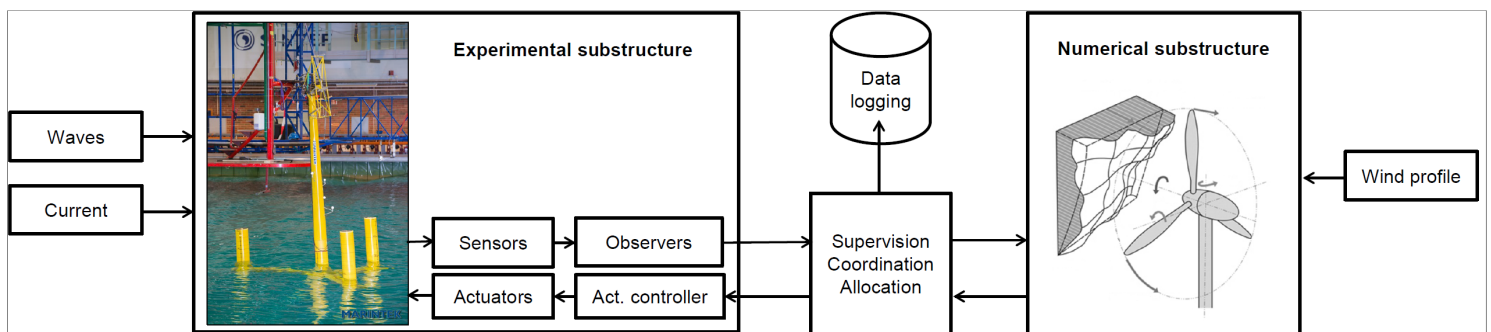 Waves
Current
Experimental substructure
Sensors
Observers
Actuators
Act. controller
Data
logging
Supervision
Coordination
Allocation
Numerical substructure
Wind profile